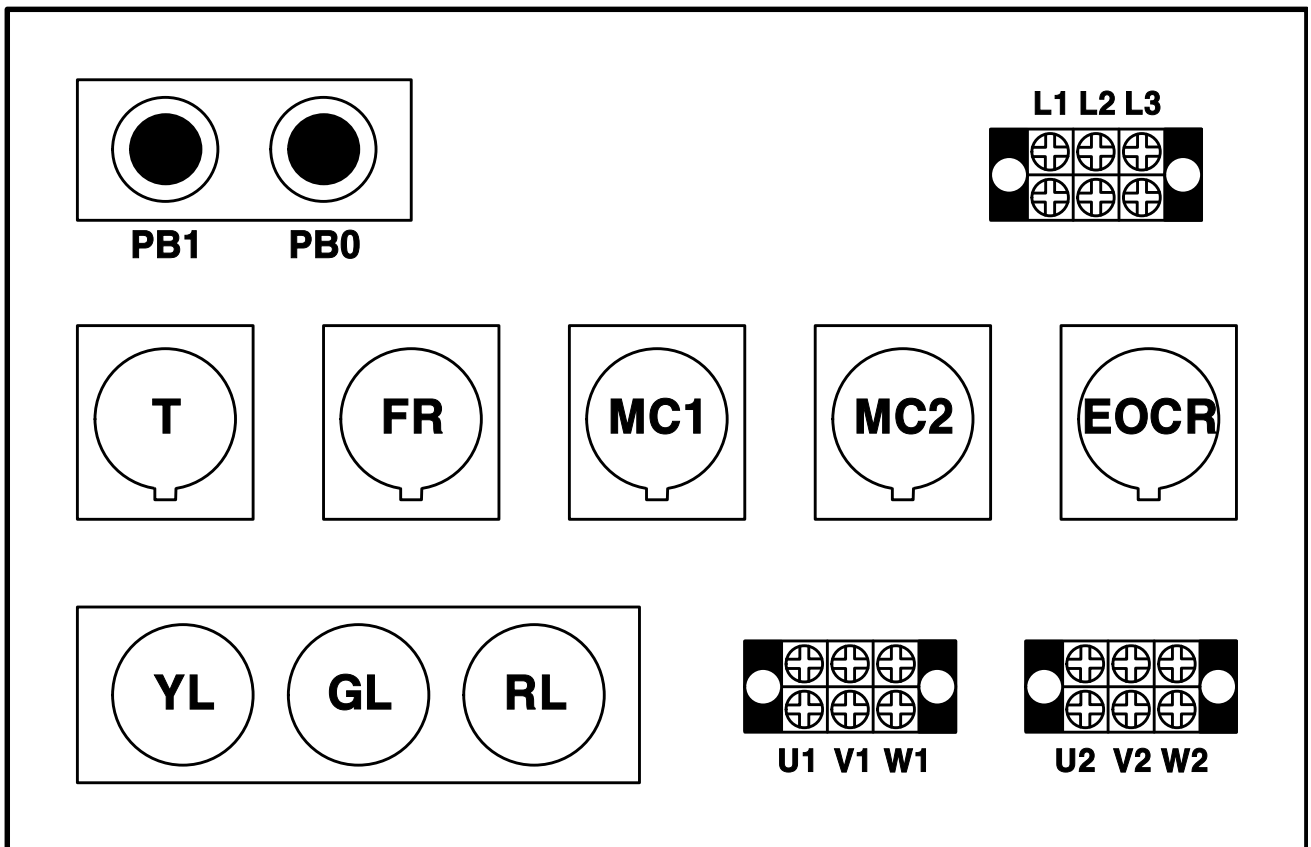 L1 L2 L3
PB1 PB0
T FR MC1 MC2 EOCR
YL GL RL
U1 V1 W1 U2 V2 W2